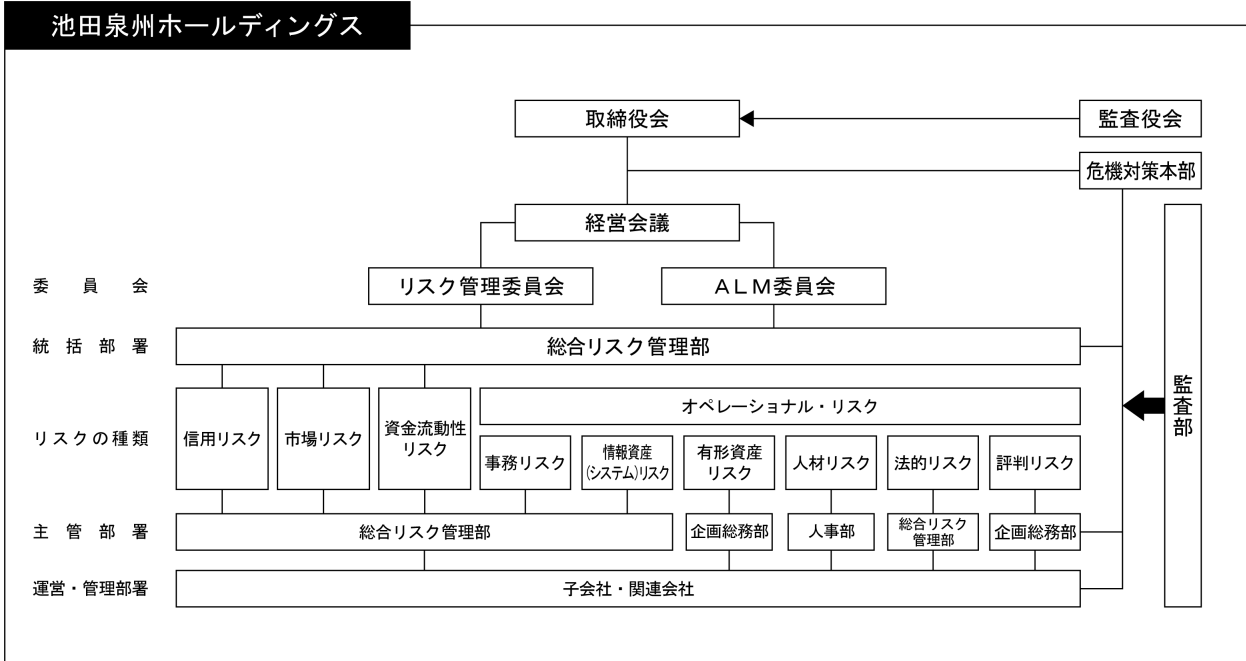 池田泉州ホールディングス
取締役会
監査役会
危機対策本部
経営会議
委員会
リスク管理委員会
ALM委員会
統括部署
総合リスク管理部
監査部
リスクの種類
信用リスク
市場リスク
資金流動性
リスク
オペレーショナル・リスク
事務リスク
情報資産
(システム)リスク
有形資産
リスク
人材リスク
法的リスク
評判リスク
主管部署
総合リスク管理部
企画総務部
人事部
総合リスク
管理部
企画総務部
運営・管理部署
子会社・関連会社